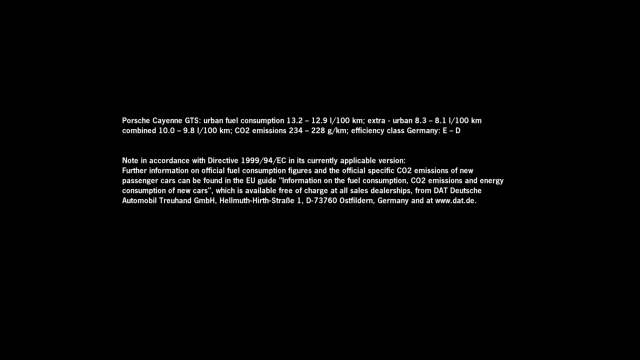 Porsche Cayenne GTS: urban fuel consumption 13.2 – 12.9 l/100 km; extra - urban 8.3 – 8.1 l/100 km
combined 10.0 – 9.8 l/100 km; CO2 emissions 234 – 228 g/km; efficiency class Germany: E – D
Note in accordance with Directive 1999/94/EC in its currently applicable version:
Further information on official fuel consumption figures and the official specific CO2 emissions of new
passenger cars can be found in the EU guide "Information on the fuel consumption, CO2 emissions and energy
consumption of new cars", which is available free of charge at all sales dealerships, from DAT Deutsche
Automobil Treuhand GmbH, Hellmuth-Hirth-Straße 1, D-73760 Ostfildern, Germany and at www.dat.de.